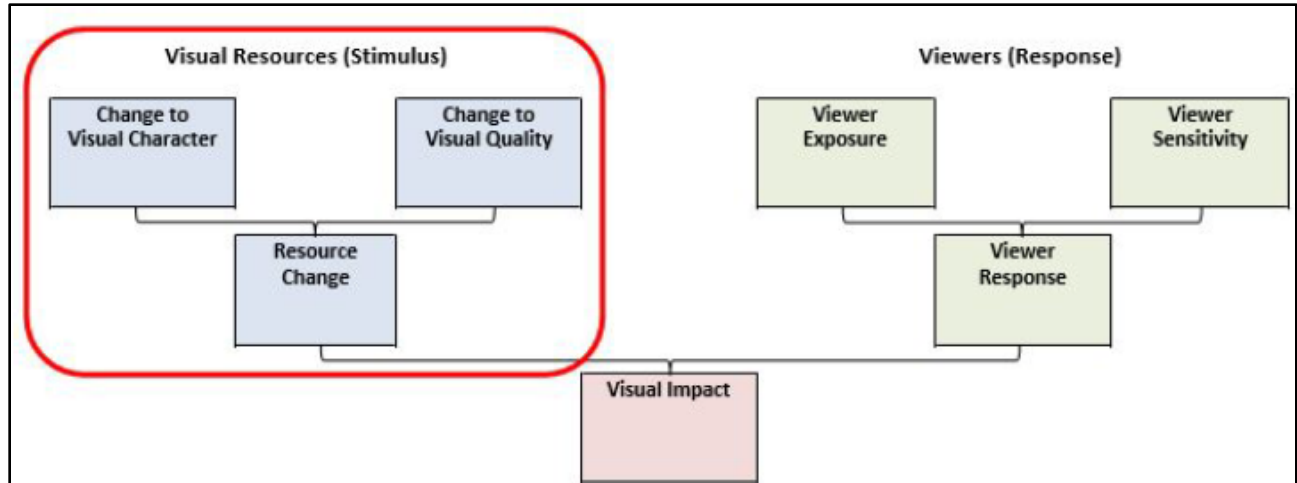 Visual Resources (Stimulus)
Viewers (Response)
Change to
Visual Character
Change to
Visual Quality
Viewer
Exposure
Viewer
Sensitivity
Resource
Change
Viewer
Response
Visual Impact